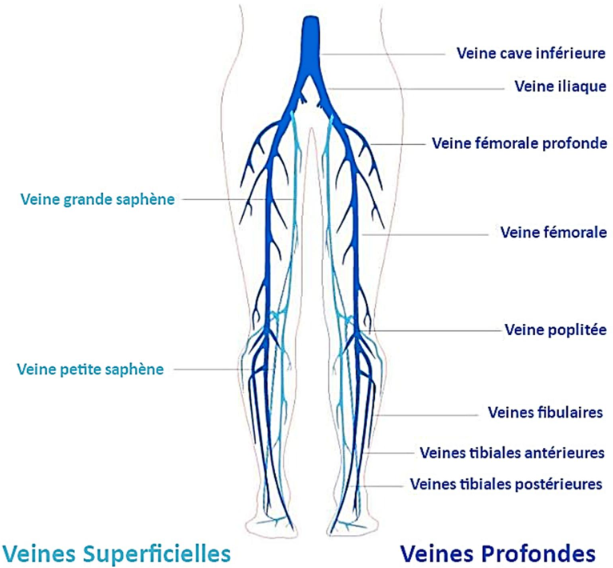 Veine cave inférieure
Veine iliaque
Veine fémorale profonde
Veine grande saphène
Veine fémorale
Veine poplitée
Veine petite saphène
Veines fibulaires
Veines tibiales antérieures
Veines tibiales postérieures
Veines Superficielles
Veines Profondes